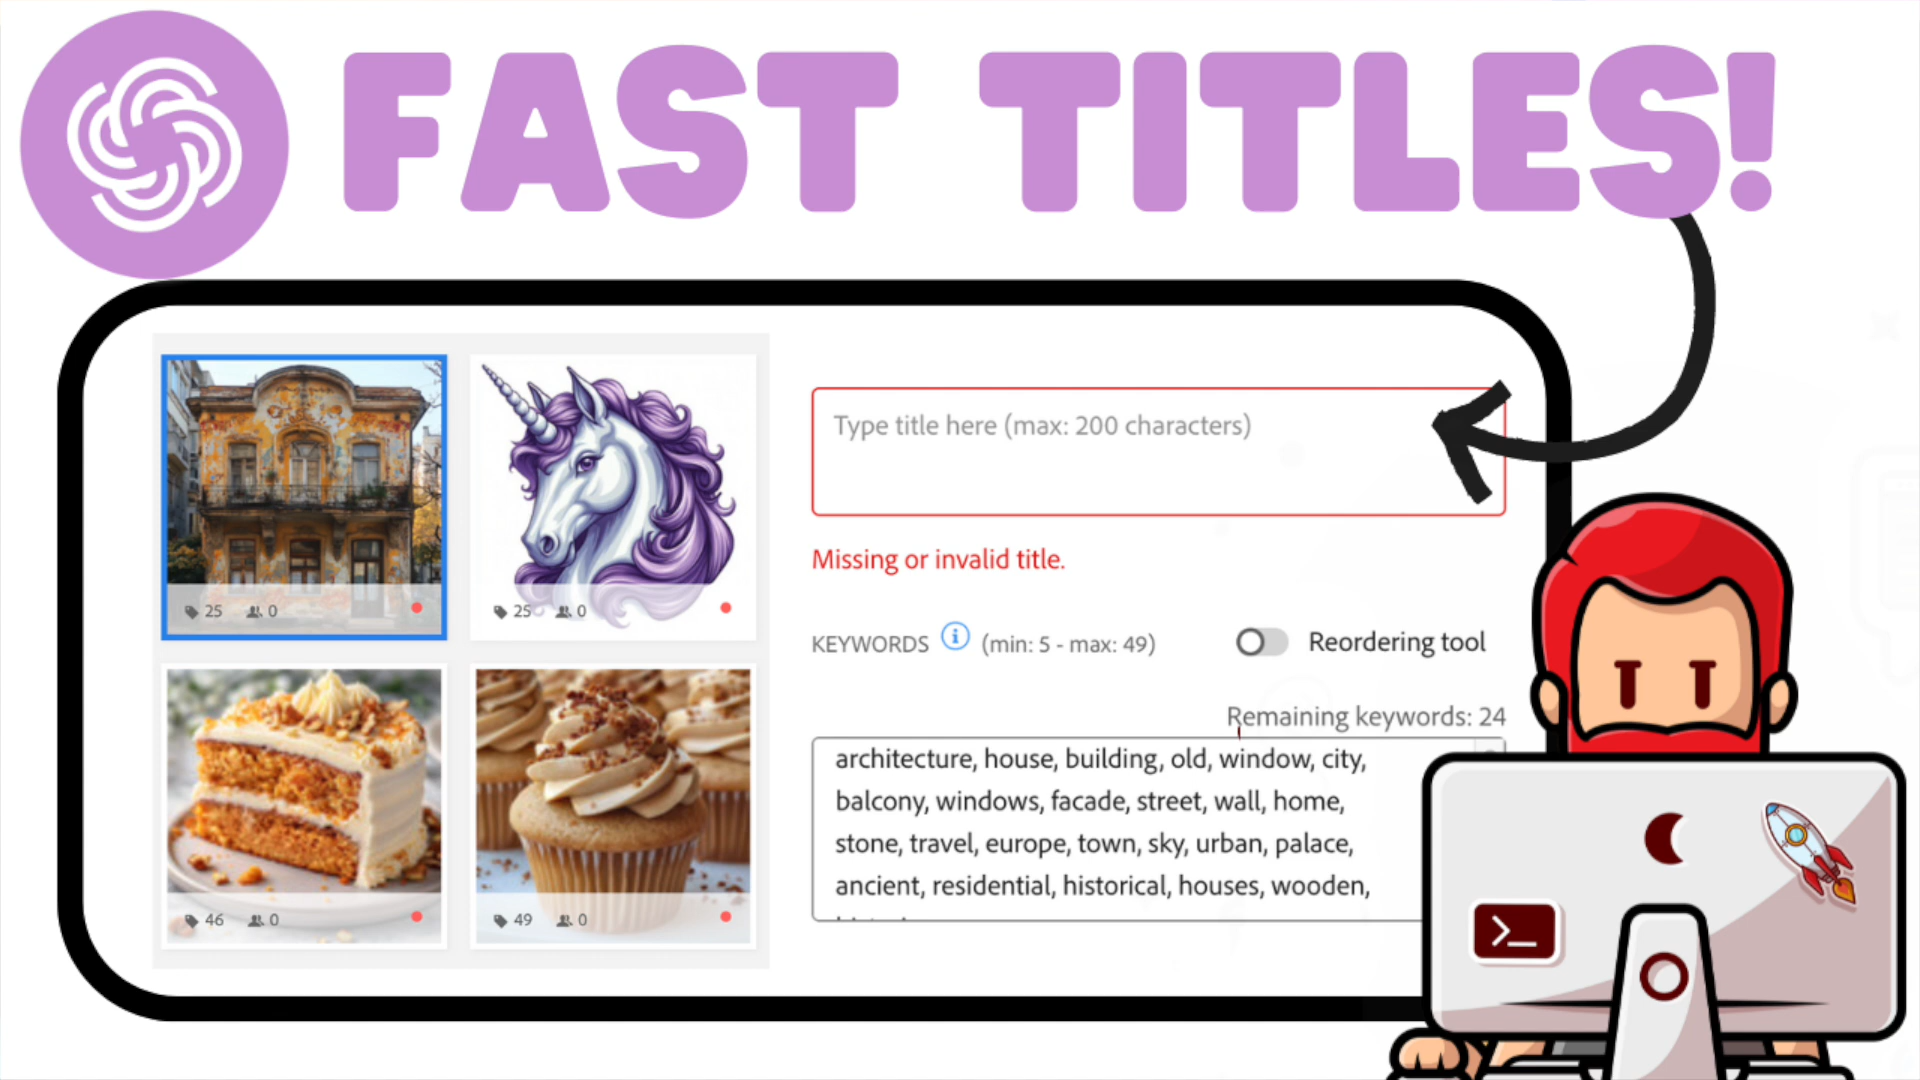 FAST TITLES!
Type title here (max: 200 characters)
Missing or invalid title.
KEYWORDS i (min: 5 - max: 49)
Reordering tool
Remaining keywords: 24
architecture, house, building, old, window, city,
balcony, windows, facade, street, wall, home,
stone, travel, europe, town, sky, urban, palace,
ancient, residential, historical, houses, wooden,
25 0
25 0
46 0
49 0
>_